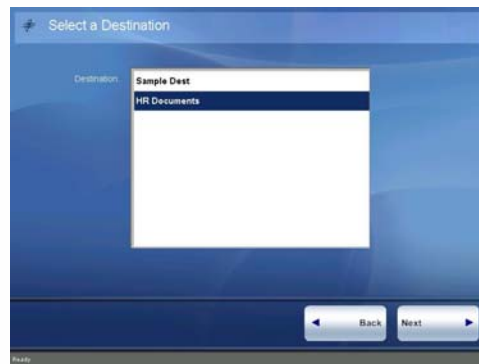 Select a Destination
Destination
Sample Dest
HR Documents
Back
Next
Ready